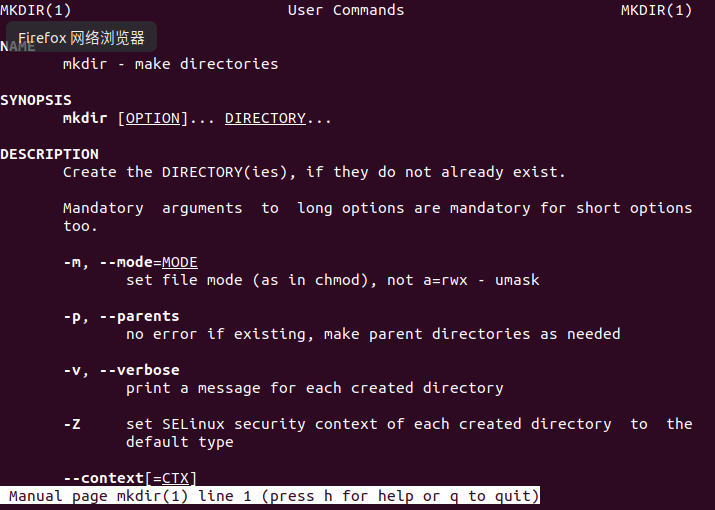 MKDIR(1) User Commands MKDIR(1)
Firefox 网络浏览器
NAME
mkdir - make directories
SYNOPSIS
mkdir [OPTION]... DIRECTORY...
DESCRIPTION
Create the DIRECTORY(ies), if they do not already exist.
Mandatory arguments to long options are mandatory for short options
too.
-m, --mode=MODE
set file mode (as in chmod), not a=rwx - umask
-p, --parents
no error if existing, make parent directories as needed
-v, --verbose
print a message for each created directory
-Z set SELinux security context of each created directory to the
default type
--context[=CTX]
Manual page mkdir(1) line 1 (press h for help or q to quit)